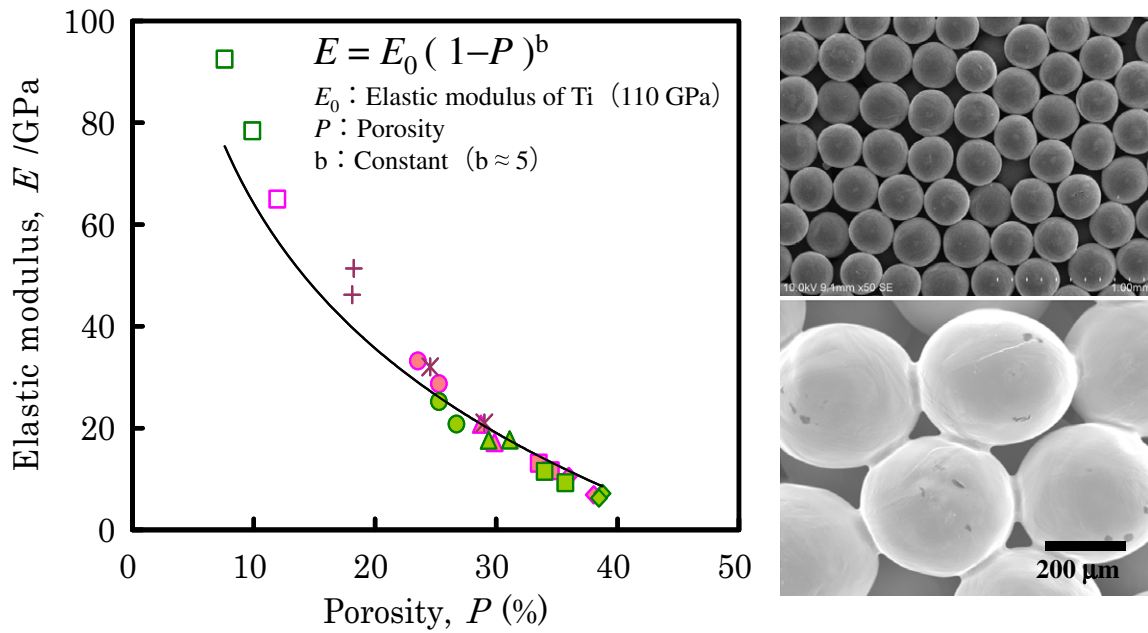 100
80
60
40
20
0
Elastic modulus, E /GPa
E = E₀ ( 1–P )ᵇ
E₀：Elastic modulus of Ti（110 GPa）
P：Porosity
b：Constant（b ≈ 5）
0 10 20 30 40 50
Porosity, P (%)
10.0kV 9.1mm x50 SE 1.00mm
200 μm